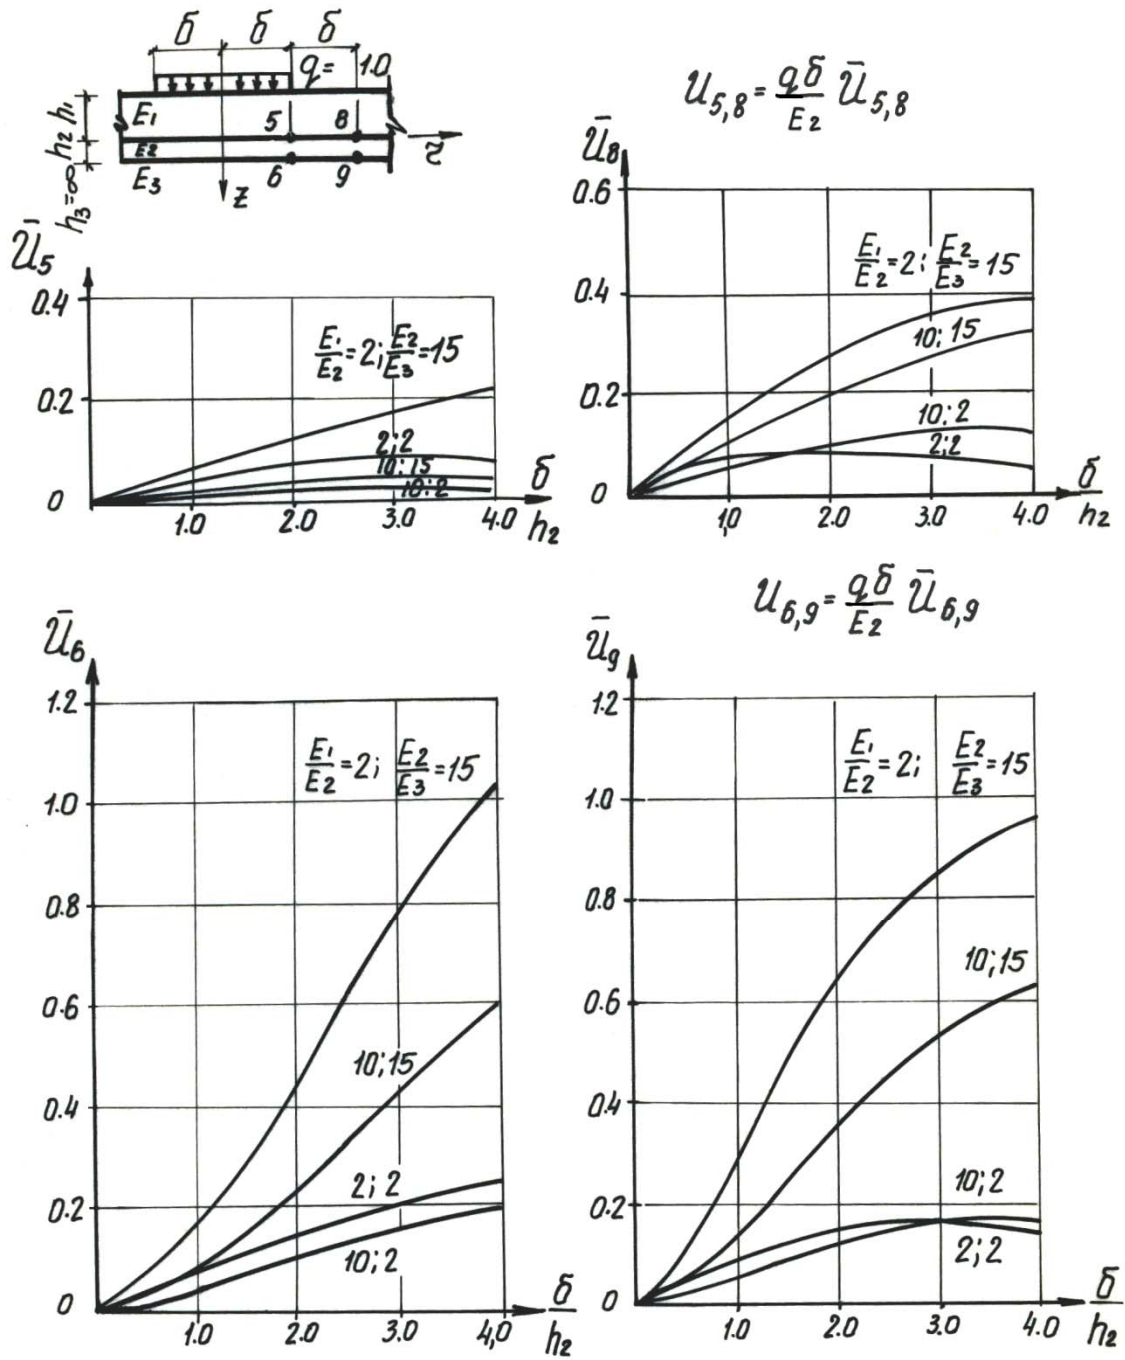 б б б
q= 1.0
h₁ E₁ 5 8
h₂ E₂ τ
h₃=∞ E₃ 6 9
z
U₅,₈ = qб/E₂ Ū₅,₈
Ū₅
0.4
E₁/E₂=2; E₂/E₃=15
0.2
2;2
10;15
10;2
0 1.0 2.0 3.0 4.0 б/h₂
Ū₈
0.6
E₁/E₂=2; E₂/E₃=15
0.4
10;15
0.2
10;2
2;2
0 1,0 2.0 3.0 4.0 б/h₂
U₆,₉ = qб/E₂ Ū₆,₉
Ū₆
1.2
E₁/E₂=2; E₂/E₃=15
1.0
0.8
0.6
10;15
0.4
2;2
0.2
10;2
0 1.0 2.0 3.0 4,0 б/h₂
Ū₉
1.2
E₁/E₂=2; E₂/E₃=15
1.0
0.8
10;15
0.6
0.4
10;2
0.2
2;2
0 1.0 2.0 3.0 4.0 б/h₂